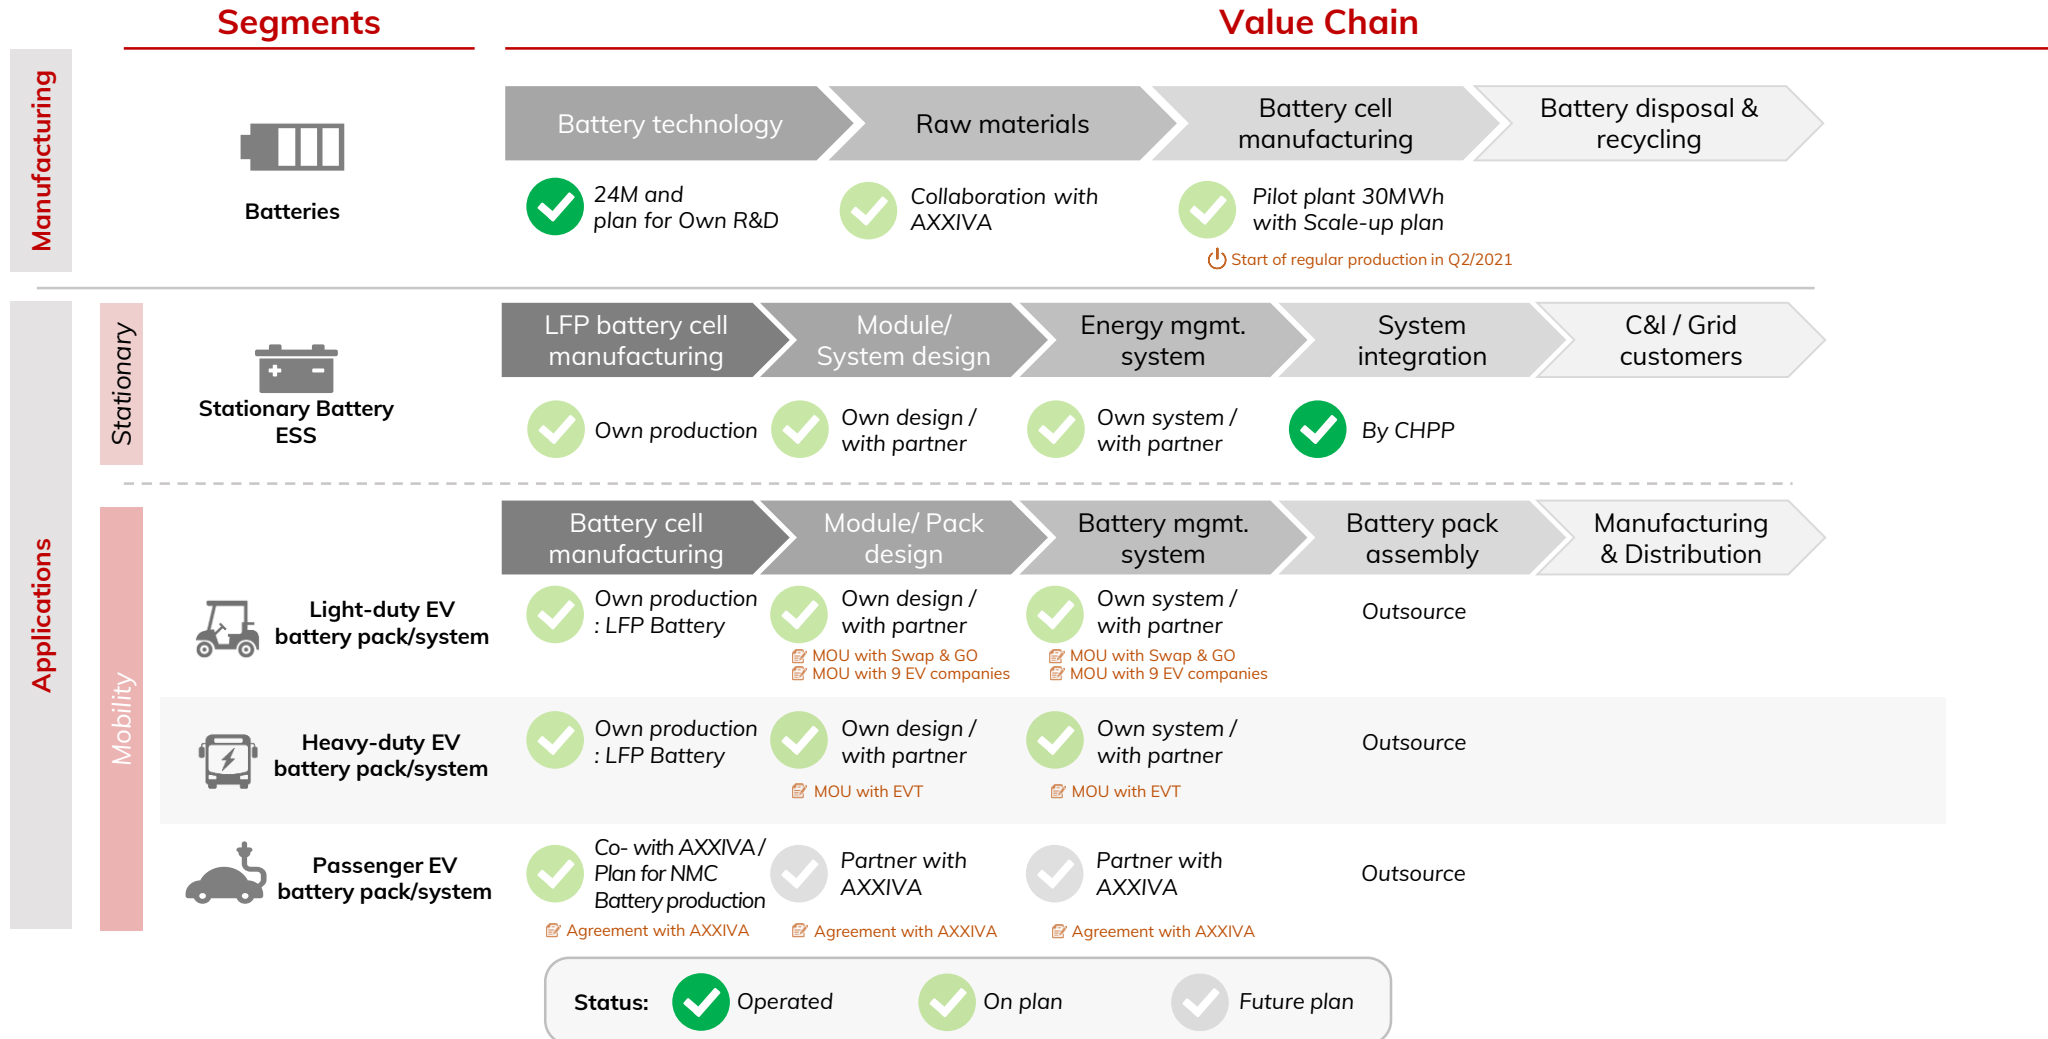 Segments
Value Chain
Manufacturing
Battery technology
Raw materials
Battery cell
manufacturing
Battery disposal &
recycling
Batteries
24M and
plan for Own R&D
Collaboration with
AXXIVA
Pilot plant 30MWh
with Scale-up plan
Start of regular production in Q2/2021
Applications
Stationary
Stationary Battery
ESS
LFP battery cell
manufacturing
Module/
System design
Energy mgmt.
system
System
integration
C&I / Grid
customers
Own production
Own design /
with partner
Own system /
with partner
By CHPP
Mobility
Battery cell
manufacturing
Module/ Pack
design
Battery mgmt.
system
Battery pack
assembly
Manufacturing
& Distribution
Light-duty EV
battery pack/system
Own production
: LFP Battery
Own design /
with partner
MOU with Swap & GO
MOU with 9 EV companies
Own system /
with partner
MOU with Swap & GO
MOU with 9 EV companies
Outsource
Heavy-duty EV
battery pack/system
Own production
: LFP Battery
Own design /
with partner
MOU with EVT
Own system /
with partner
MOU with EVT
Outsource
Passenger EV
battery pack/system
Co- with AXXIVA /
Plan for NMC
Battery production
Agreement with AXXIVA
Partner with
AXXIVA
Agreement with AXXIVA
Partner with
AXXIVA
Agreement with AXXIVA
Outsource
Status:
Operated
On plan
Future plan